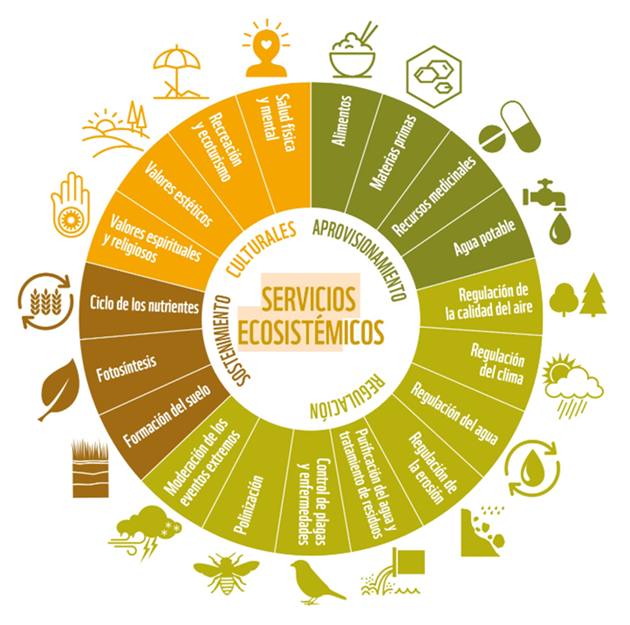 SERVICIOS
ECOSISTÉMICOS
APROVISIONAMIENTO
Alimentos
Materias primas
Recursos medicinales
Agua potable
REGULACIÓN
Regulación de
la calidad del aire
Regulación
del clima
Regulación del agua
Regulación de
la erosión
Purificación del agua y
tratamiento de residuos
Control de plagas
y enfermedades
Polinización
Moderación de los
eventos extremos
SOSTENIMIENTO
Formación del suelo
Fotosíntesis
Ciclo de los nutrientes
CULTURALES
Valores espirituales
y religiosos
Valores estéticos
Recreación
y ecoturismo
Salud física
y mental